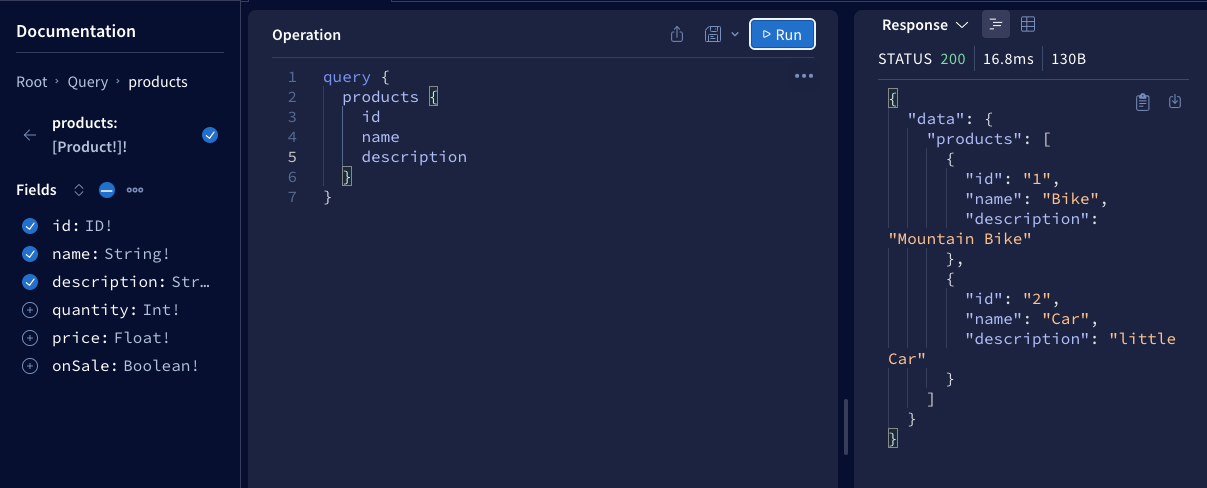 Documentation
Root › Query › products
products:
[Product!]!
Fields
id: ID!
name: String!
description: Str…
quantity: Int!
price: Float!
onSale: Boolean!
Operation
Run
1 query {
2 products {
3 id
4 name
5 description
6 }
7 }
Response
STATUS 200 16.8ms 130B
{
"data": {
"products": [
{
"id": "1",
"name": "Bike",
"description":
"Mountain Bike"
},
{
"id": "2",
"name": "Car",
"description": "little
Car"
}
]
}
}